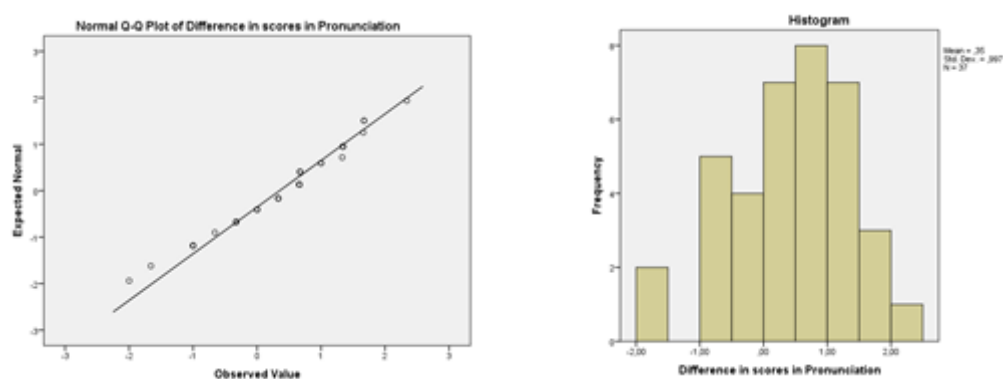 Normal Q-Q Plot of Difference in scores in Pronunciation
3
2
1
0
-1
-2
-3
Expected Normal
-3 -2 -1 0 1 2 3
Observed Value
Histogram
Mean = ,35
Std. Dev. = ,997
N = 37
8
6
4
2
0
Frequency
-2,00 -1,00 ,00 1,00 2,00
Difference in scores in Pronunciation